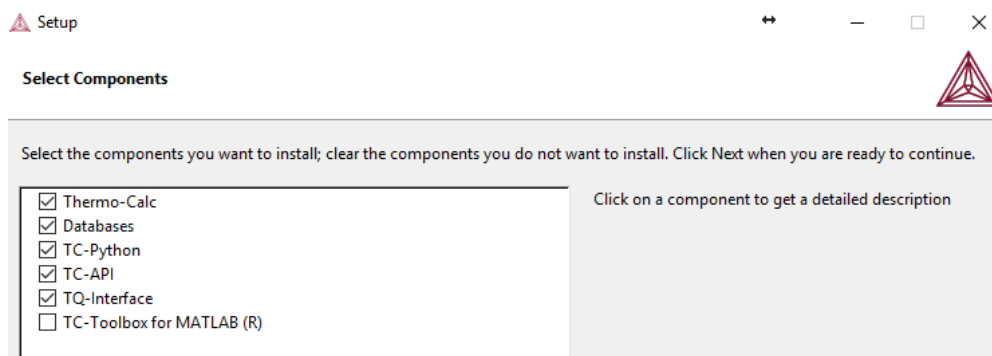 Setup
Select Components
Select the components you want to install; clear the components you do not want to install. Click Next when you are ready to continue.
Thermo-Calc
Click on a component to get a detailed description
Databases
TC-Python
TC-API
TQ-Interface
TC-Toolbox for MATLAB (R)